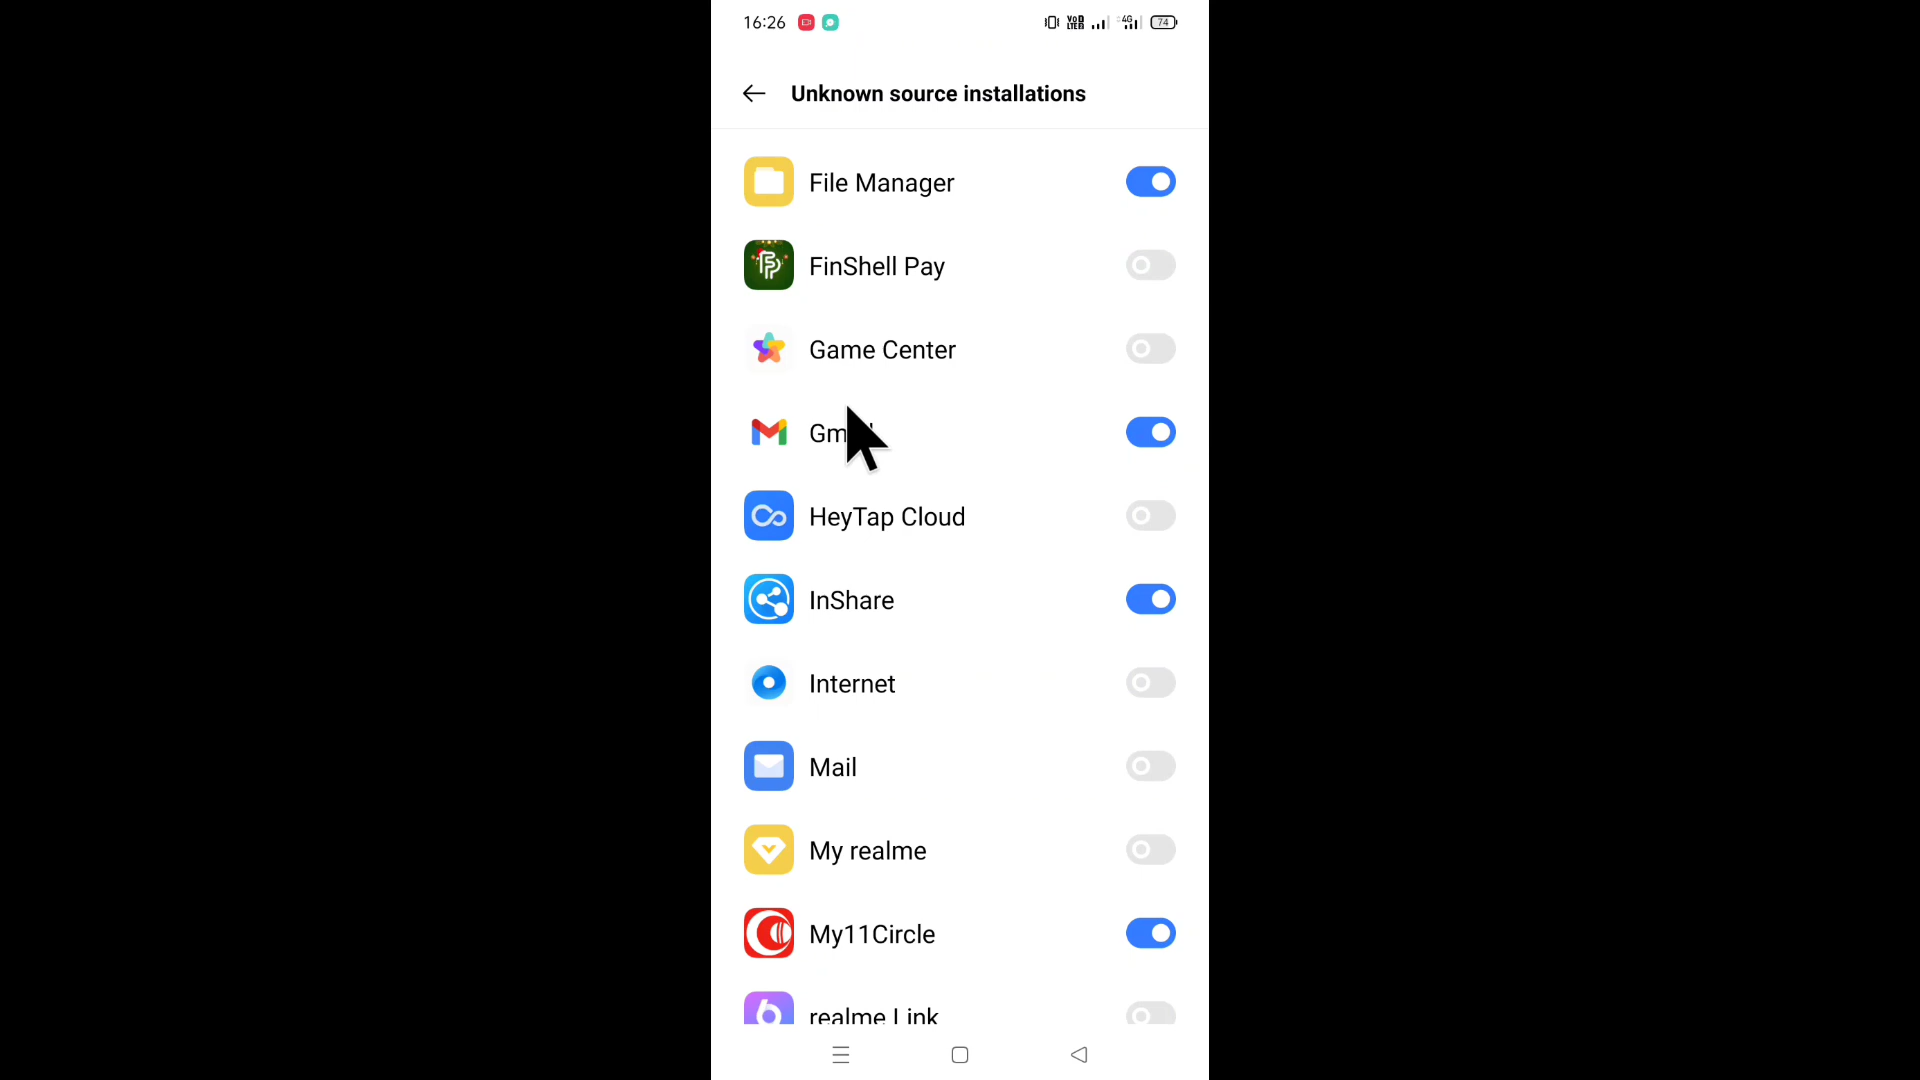 16:26
74
Unknown source installations
File Manager
FinShell Pay
Game Center
HeyTap Cloud
InShare
Internet
Mail
My realme
My11Circle
realme Link